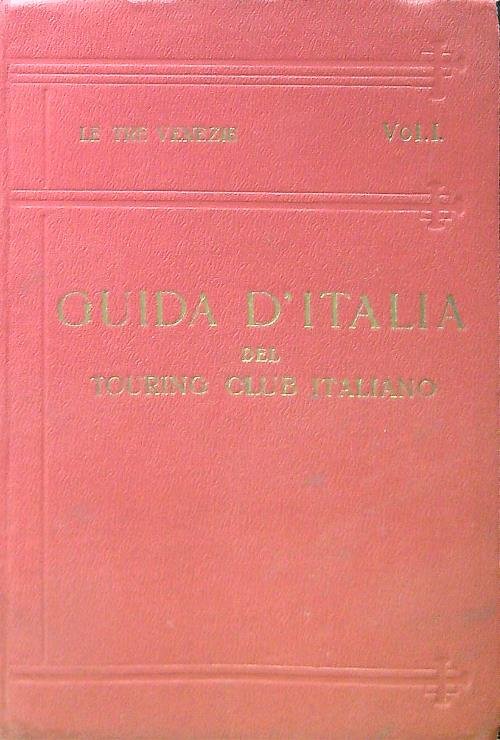 LE TRE VENEZIE Vol. I.
GUIDA D'ITALIA
DEL
TOURING CLUB ITALIANO